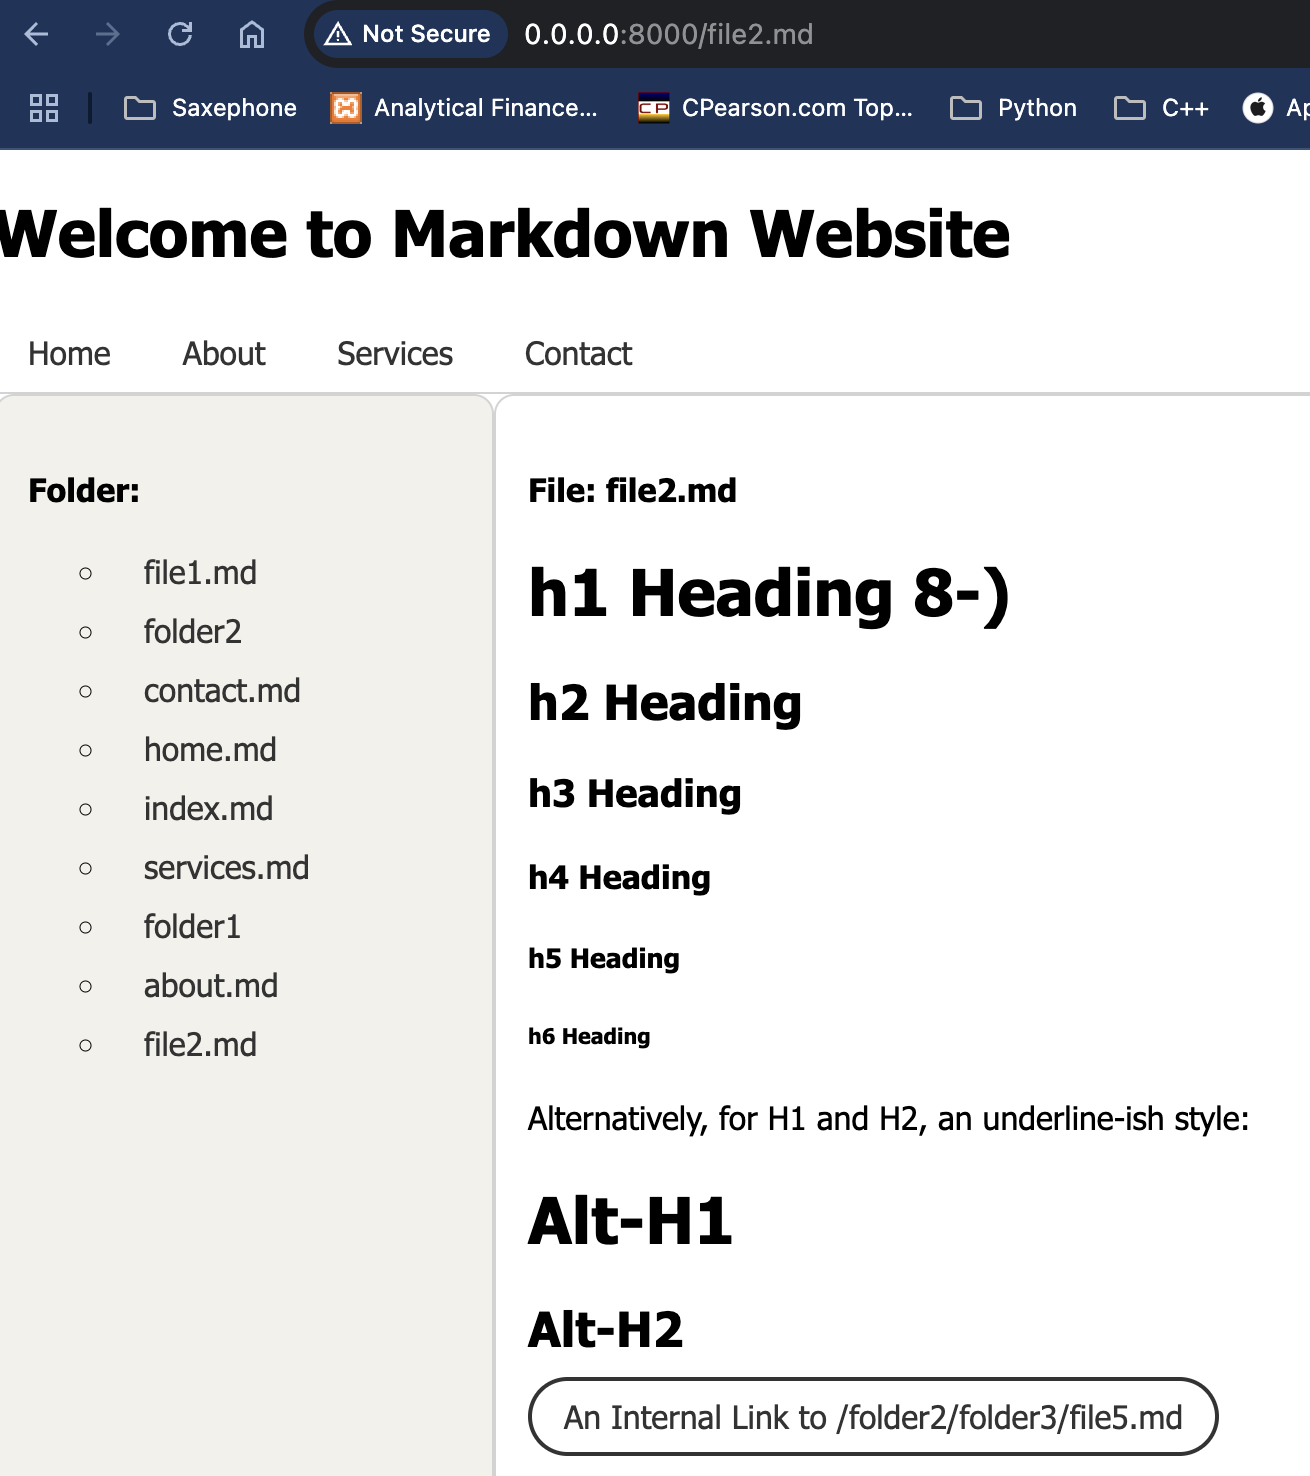 Not Secure 0.0.0.0:8000/file2.md
Saxephone Analytical Finance... CP CPearson.com Top... Python C++ Ap
Welcome to Markdown Website
Home About Services Contact
Folder:
file1.md
folder2
contact.md
home.md
index.md
services.md
folder1
about.md
file2.md
File: file2.md
h1 Heading 8-)
h2 Heading
h3 Heading
h4 Heading
h5 Heading
h6 Heading
Alternatively, for H1 and H2, an underline-ish style:
Alt-H1
Alt-H2
An Internal Link to /folder2/folder3/file5.md